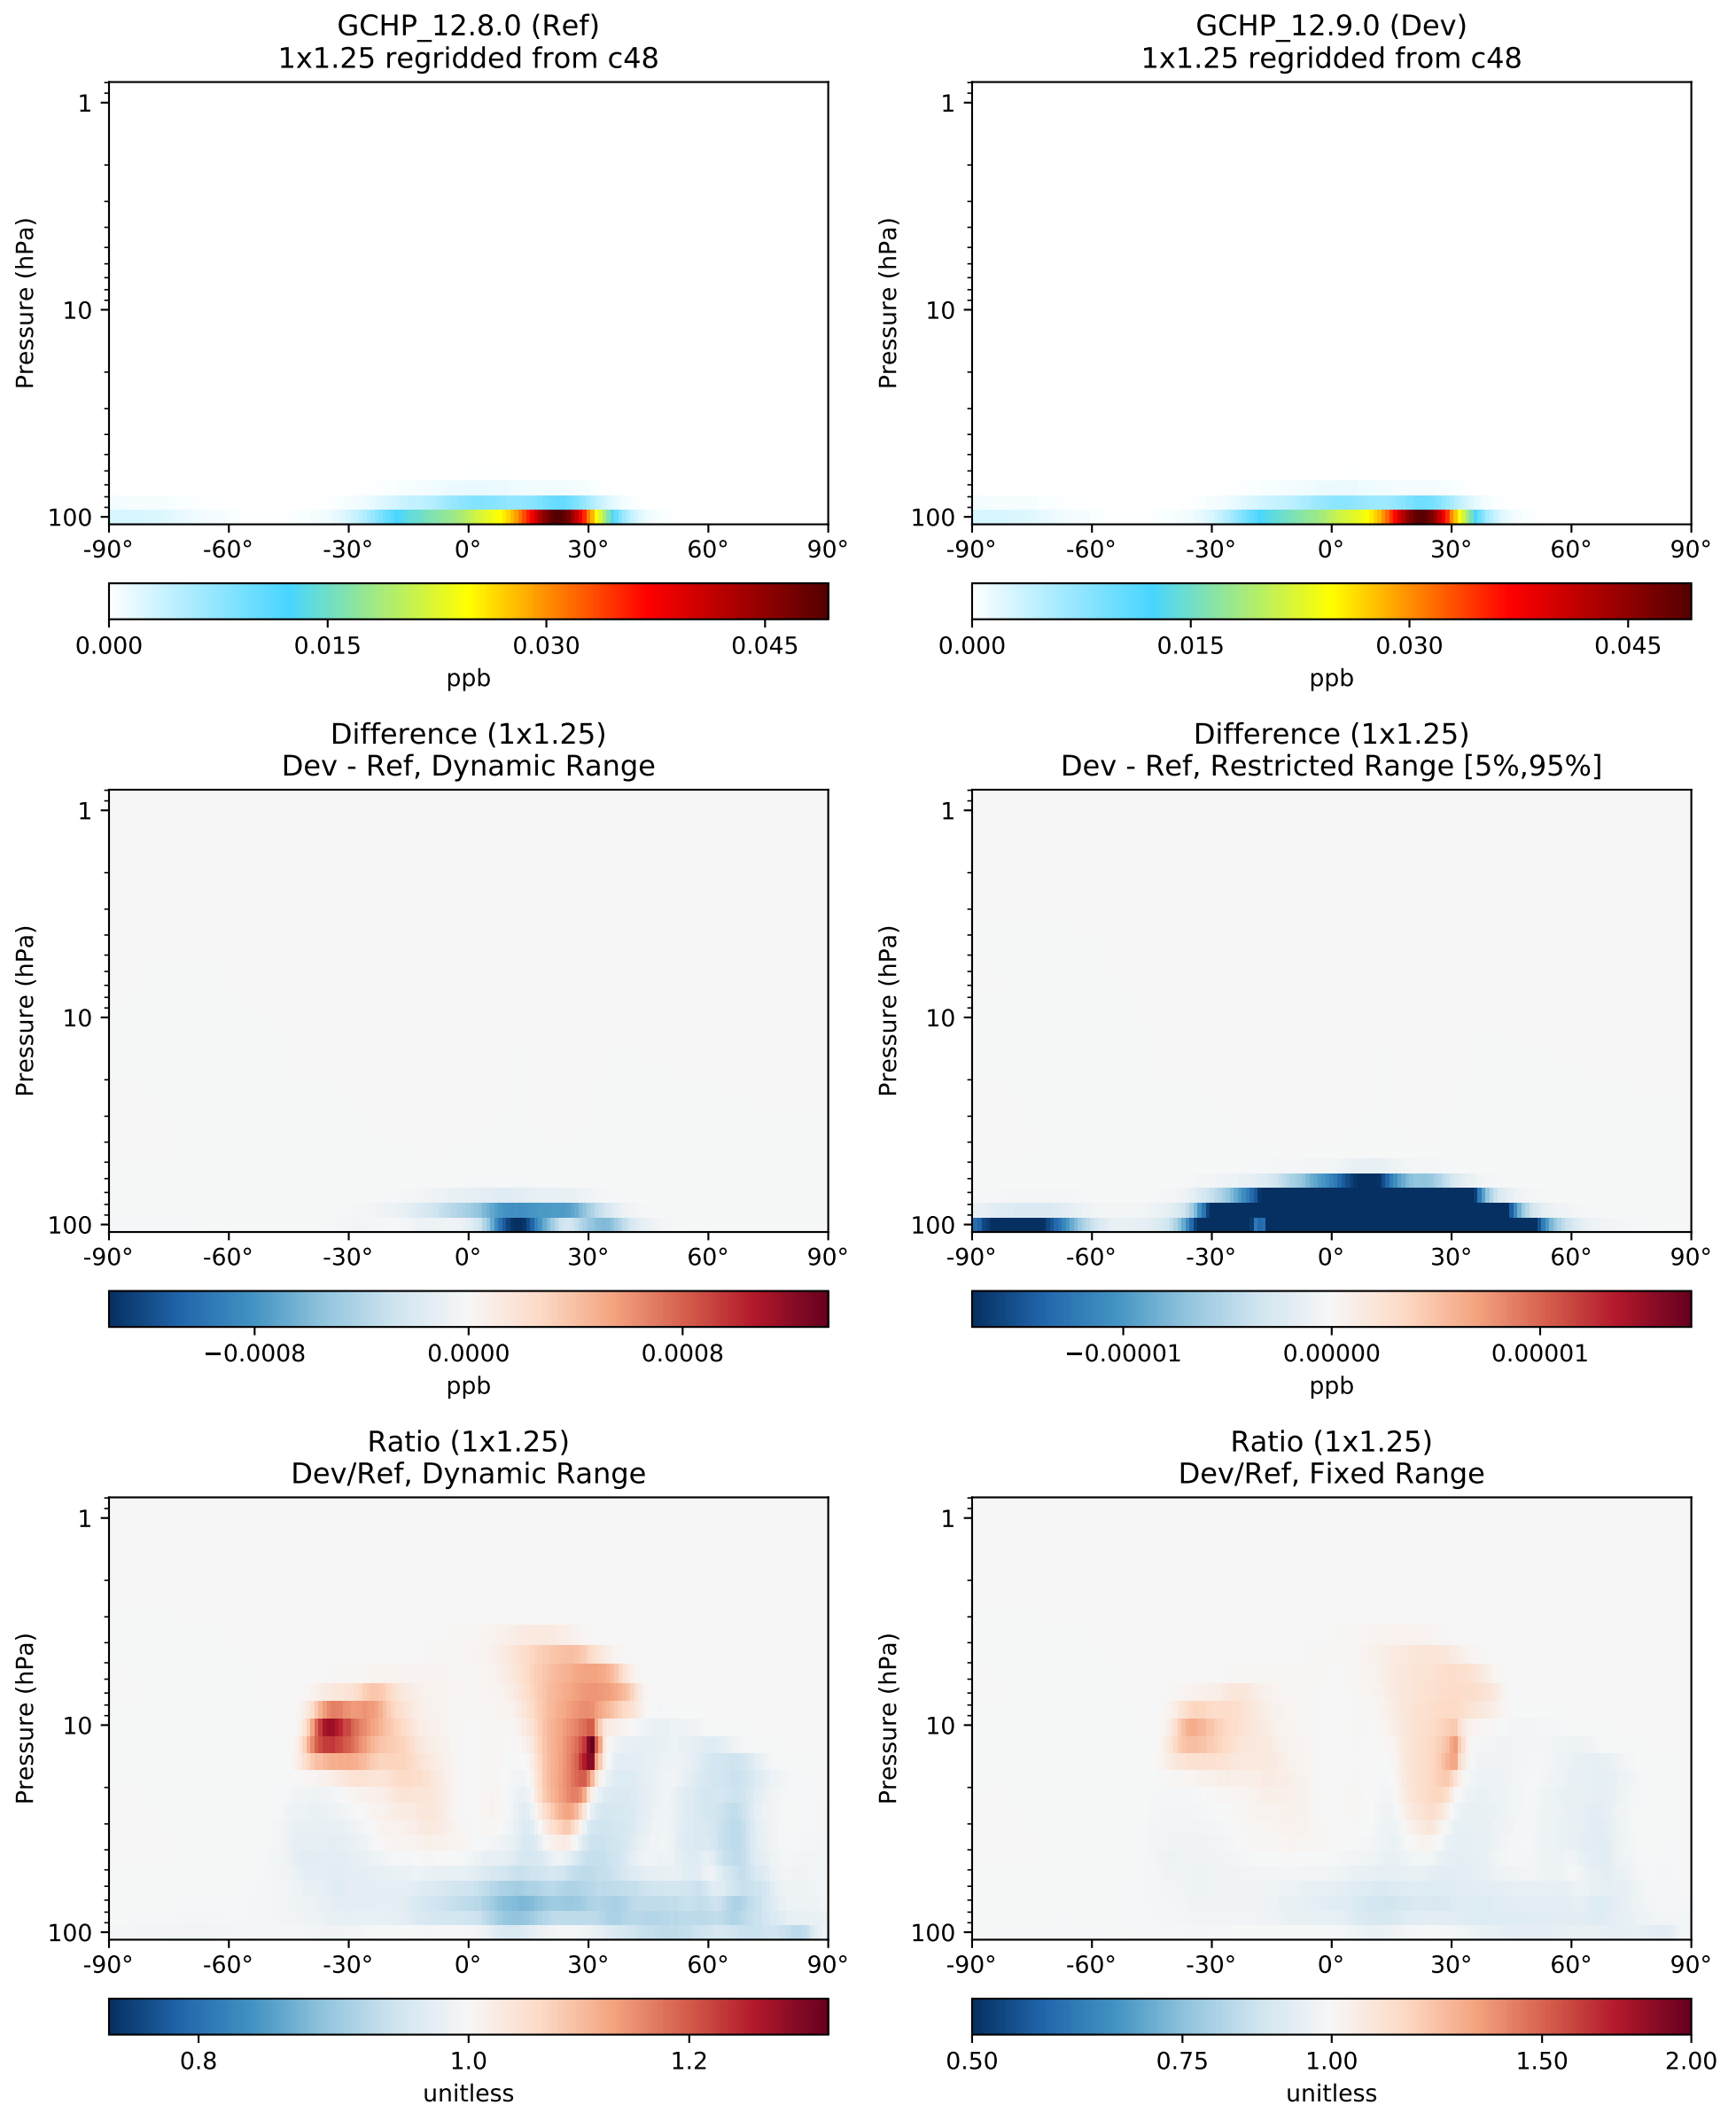 GCHP_12.8.0 (Ref)
1x1.25 regridded from c48
Pressure (hPa)
1
10
100
-90° -60° -30° 0° 30° 60° 90°
0.000 0.015 0.030 0.045
ppb
GCHP_12.9.0 (Dev)
1x1.25 regridded from c48
Pressure (hPa)
1
10
100
-90° -60° -30° 0° 30° 60° 90°
0.000 0.015 0.030 0.045
ppb
Difference (1x1.25)
Dev - Ref, Dynamic Range
Pressure (hPa)
1
10
100
-90° -60° -30° 0° 30° 60° 90°
−0.0008 0.0000 0.0008
ppb
Difference (1x1.25)
Dev - Ref, Restricted Range [5%,95%]
Pressure (hPa)
1
10
100
-90° -60° -30° 0° 30° 60° 90°
−0.00001 0.00000 0.00001
ppb
Ratio (1x1.25)
Dev/Ref, Dynamic Range
Pressure (hPa)
1
10
100
-90° -60° -30° 0° 30° 60° 90°
0.8 1.0 1.2
unitless
Ratio (1x1.25)
Dev/Ref, Fixed Range
Pressure (hPa)
1
10
100
-90° -60° -30° 0° 30° 60° 90°
0.50 0.75 1.00 1.50 2.00
unitless